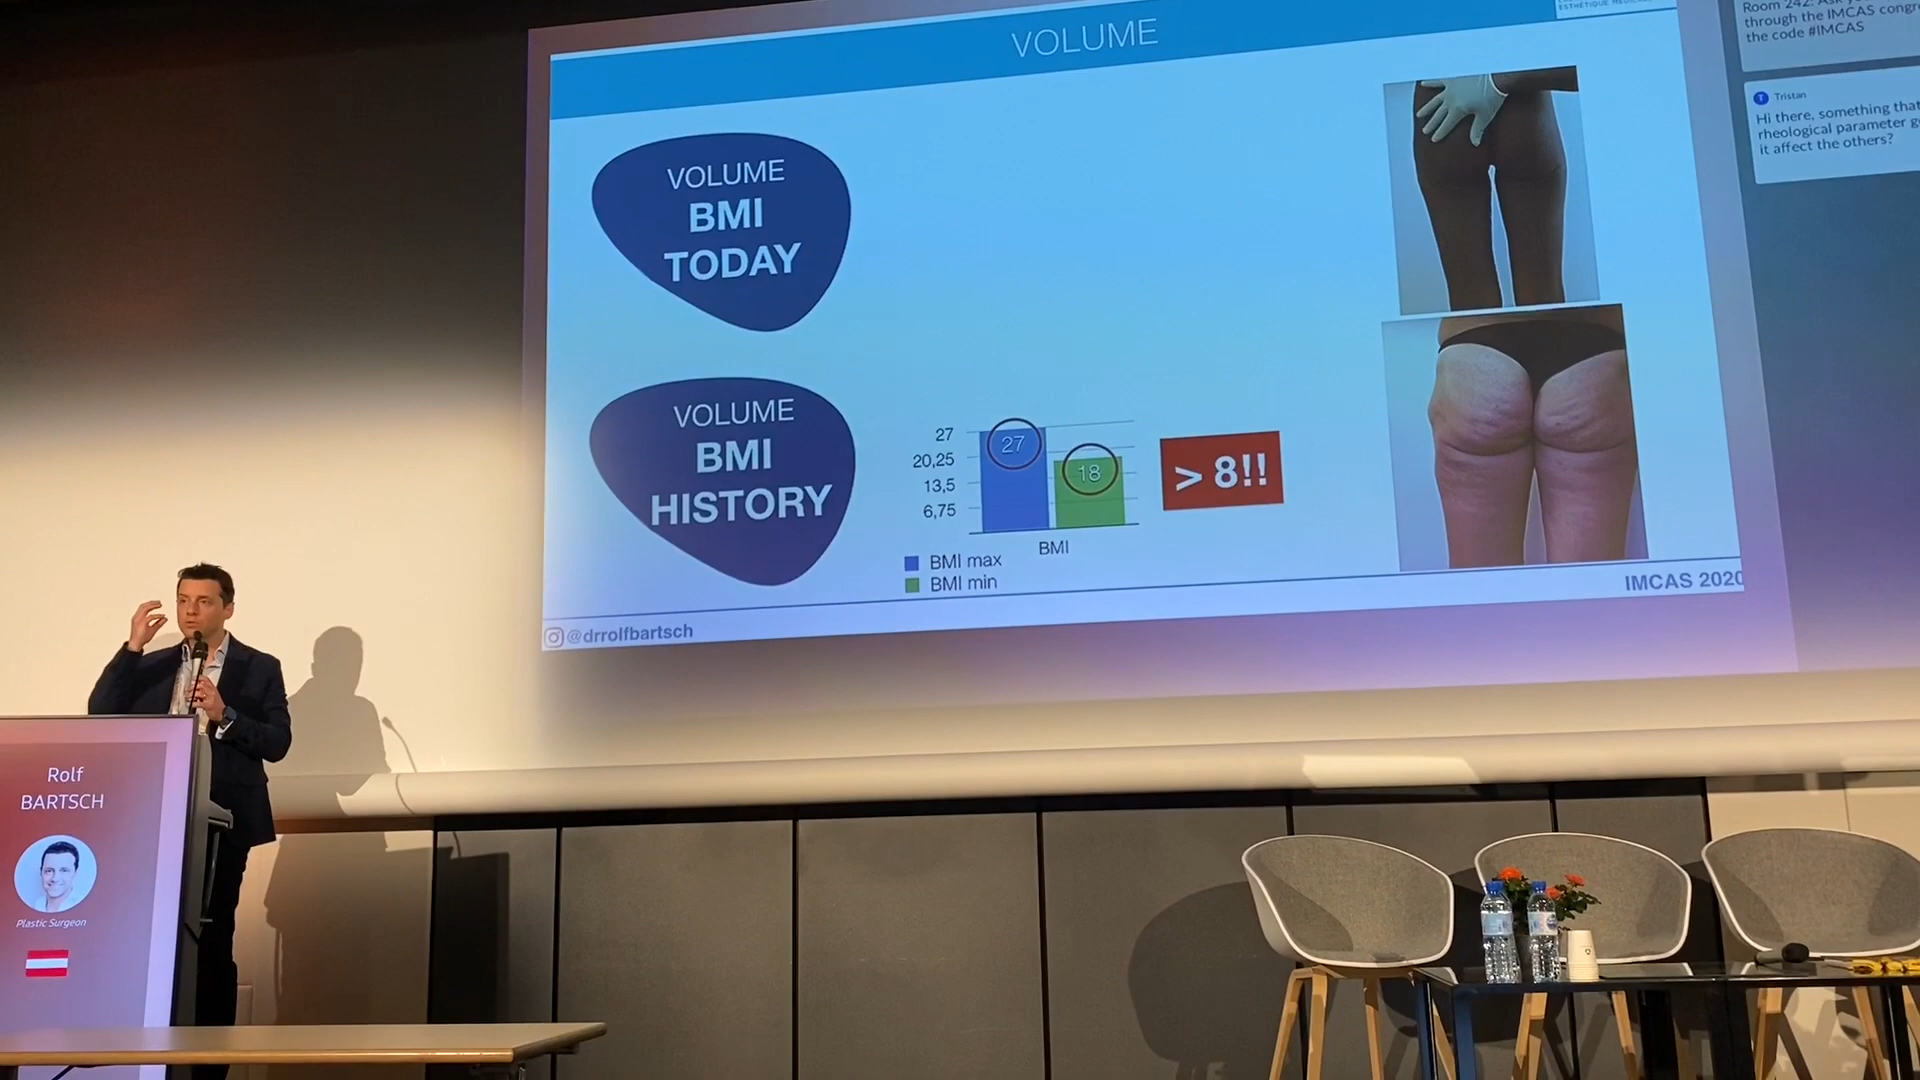 VOLUME
ESTHÉTIQUE
VOLUME
BMI
TODAY
VOLUME
BMI
HISTORY
27
20,25
13,5
6,75
27
18
BMI
BMI max
BMI min
> 8!!
IMCAS 2020
@drrolfbartsch
Room 242:
through the IMCAS
the code #IMCAS
T Tristan
Hi there, something that
rheological parameter
it affect the others?
Rolf
BARTSCH
Plastic Surgeon